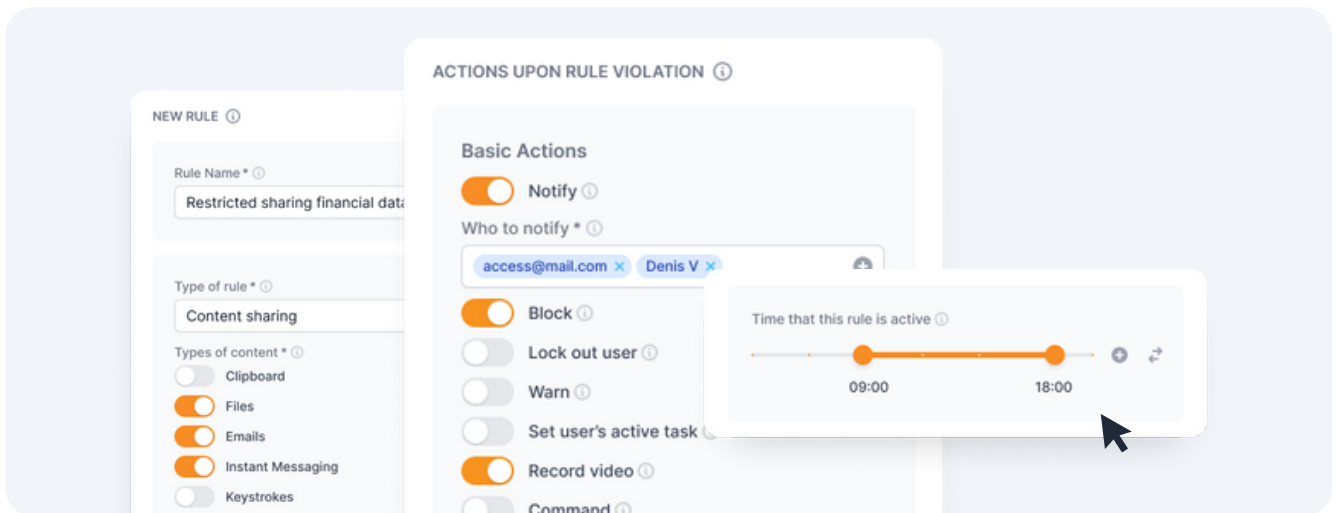 NEW RULE
Rule Name *
Restricted sharing financial data
Type of rule *
Content sharing
Types of content *
Clipboard
Files
Emails
Instant Messaging
Keystrokes
ACTIONS UPON RULE VIOLATION
Basic Actions
Notify
Who to notify *
access@mail.com × Denis V ×
Block
Lock out user
Warn
Set user's active task
Record video
Command
Time that this rule is active
09:00 18:00